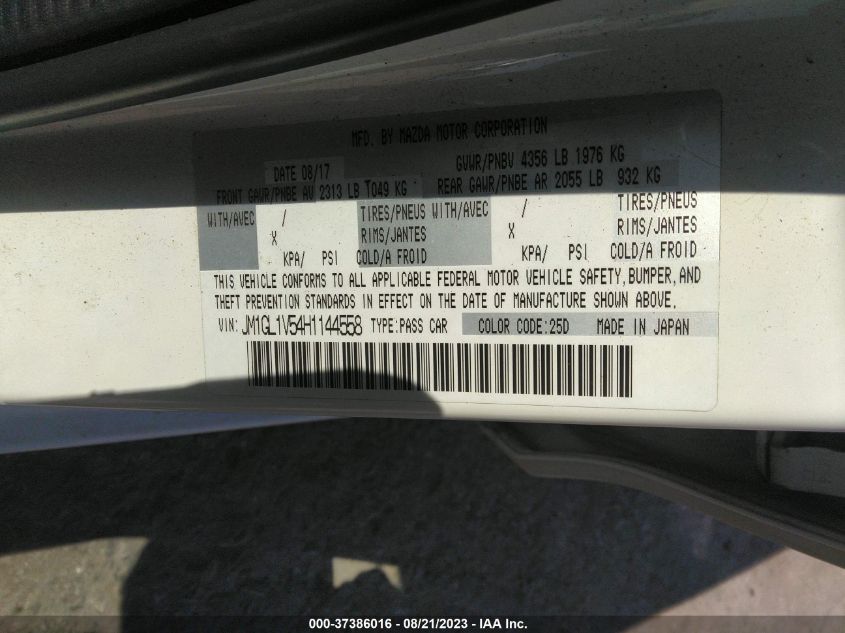 MFD. BY MAZDA MOTOR CORPORATION
DATE 08/17 GVWR/PNBV 4356 LB 1976 KG
FRONT GAWR/PNBE AV 2313 LB 1049 KG REAR GAWR/PNBE AR 2055 LB 932 KG
WITH/AVEC / TIRES/PNEUS WITH/AVEC / TIRES/PNEUS
X RIMS/JANTES X RIMS/JANTES
KPA/ PSI COLD/A FROID KPA/ PSI COLD/A FROID
THIS VEHICLE CONFORMS TO ALL APPLICABLE FEDERAL MOTOR VEHICLE SAFETY, BUMPER, AND
THEFT PREVENTION STANDARDS IN EFFECT ON THE DATE OF MANUFACTURE SHOWN ABOVE.
VIN: JM1GL1V54H1144558 TYPE: PASS CAR COLOR CODE: 25D MADE IN JAPAN
000-37386016 - 08/21/2023 - IAA Inc.